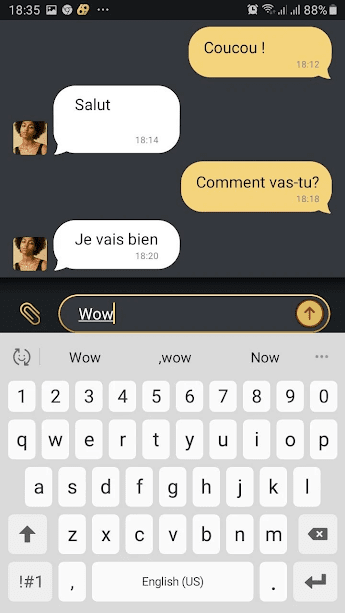 18:35 88%
Coucou !
18:12
Salut
18:14
Comment vas-tu?
18:18
Je vais bien
18:20
Wow
Wow ,wow Now
1 2 3 4 5 6 7 8 9 0
q w e r t y u i o p
a s d f g h j k l
z x c v b n m
!#1 , English (US) .